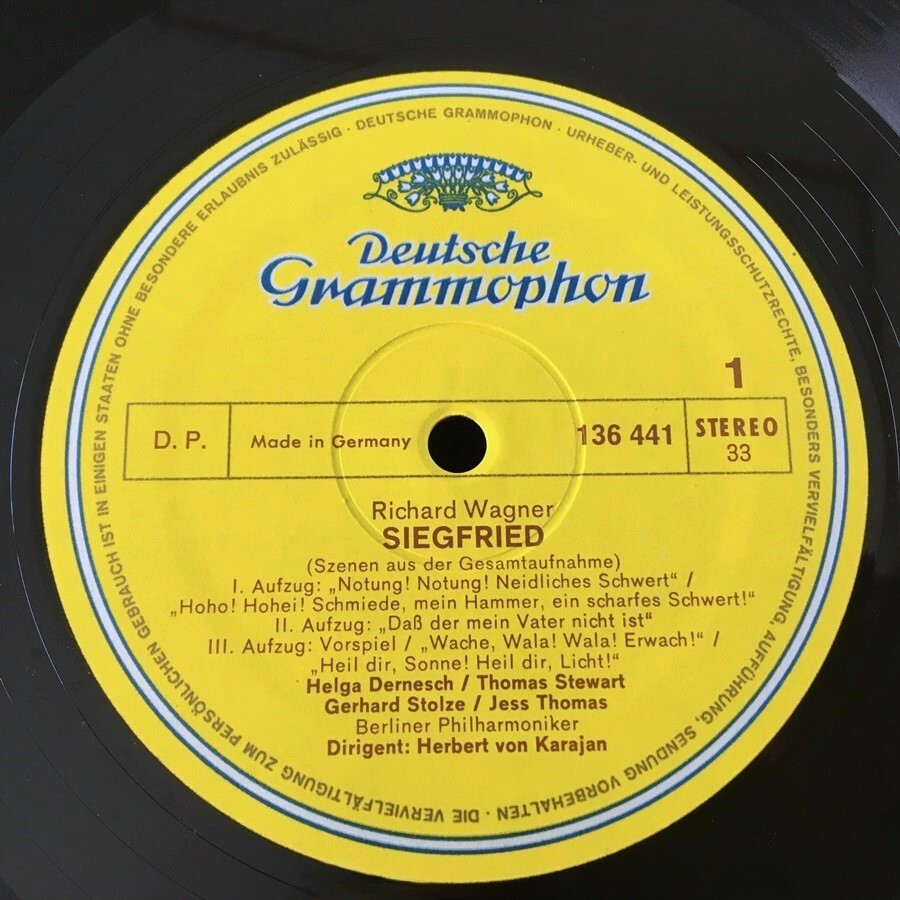 DEUTSCHE GRAMMOPHON · URHEBER- UND LEISTUNGSSCHUTZRECHTE, BESONDERS VERVIELFÄLTIGUNG, AUFFÜHRUNG, SENDUNG VORBEHALTEN · DIE VERVIELFÄLTIGUNG ZUM PERSÖNLICHEN GEBRAUCH IST IN EINIGEN STAATEN OHNE BESONDERE ERLAUBNIS ZULÄSSIG ·
Deutsche
Grammophon
1
D. P.
Made in Germany
136 441
STEREO
33
Richard Wagner
SIEGFRIED
(Szenen aus der Gesamtaufnahme)
I. Aufzug: „Notung! Notung! Neidliches Schwert“ /
„Hoho! Hohei! Schmiede, mein Hammer, ein scharfes Schwert!“
II. Aufzug: „Daß der mein Vater nicht ist“
III. Aufzug: Vorspiel / „Wache, Wala! Wala! Erwach!“ /
„Heil dir, Sonne! Heil dir, Licht!“
Helga Dernesch / Thomas Stewart
Gerhard Stolze / Jess Thomas
Berliner Philharmoniker
Dirigent: Herbert von Karajan